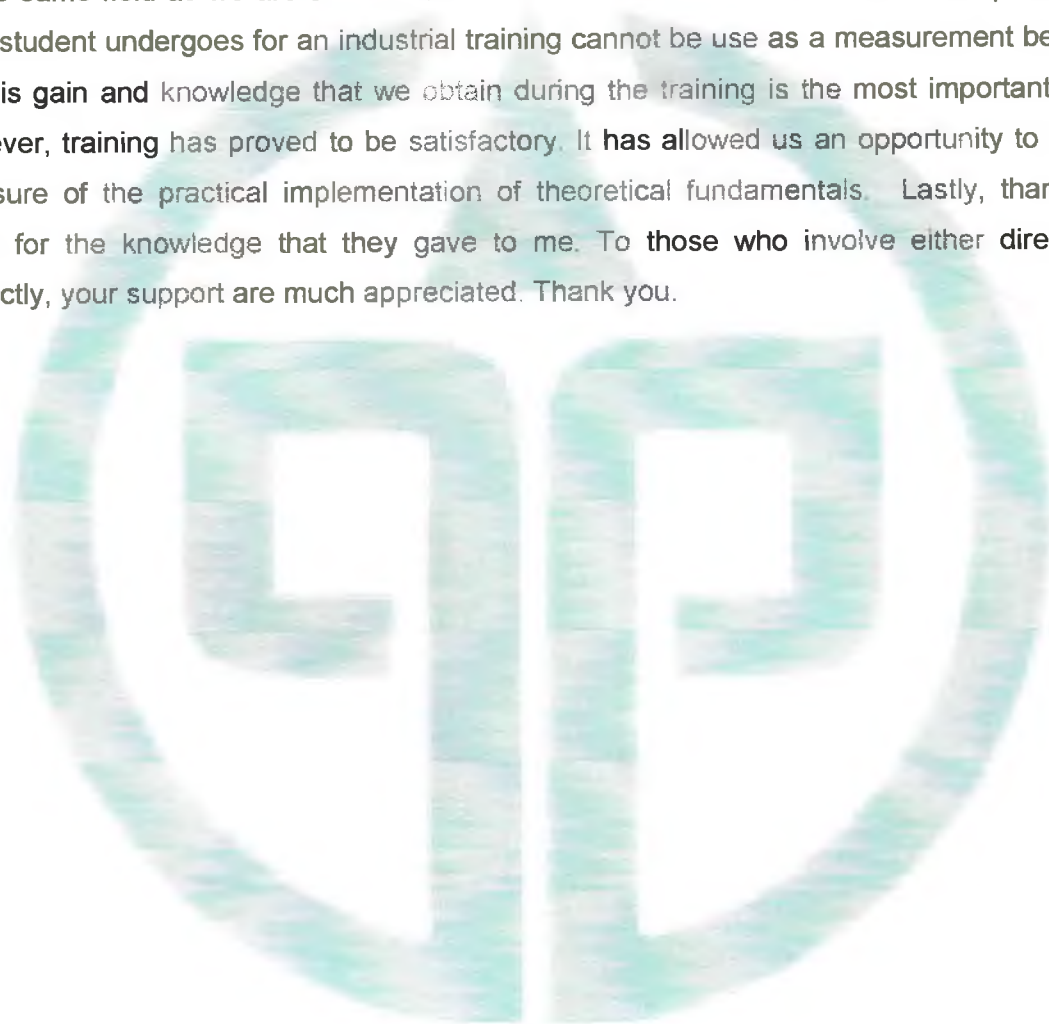 student undergoes for an industrial training cannot be use as a measurement be
is gain and knowledge that we obtain during the training is the most important
ever, training has proved to be satisfactory. It has allowed us an opportunity to
sure of the practical implementation of theoretical fundamentals. Lastly, than
for the knowledge that they gave to me. To those who involve either dire
ctly, your support are much appreciated. Thank you.